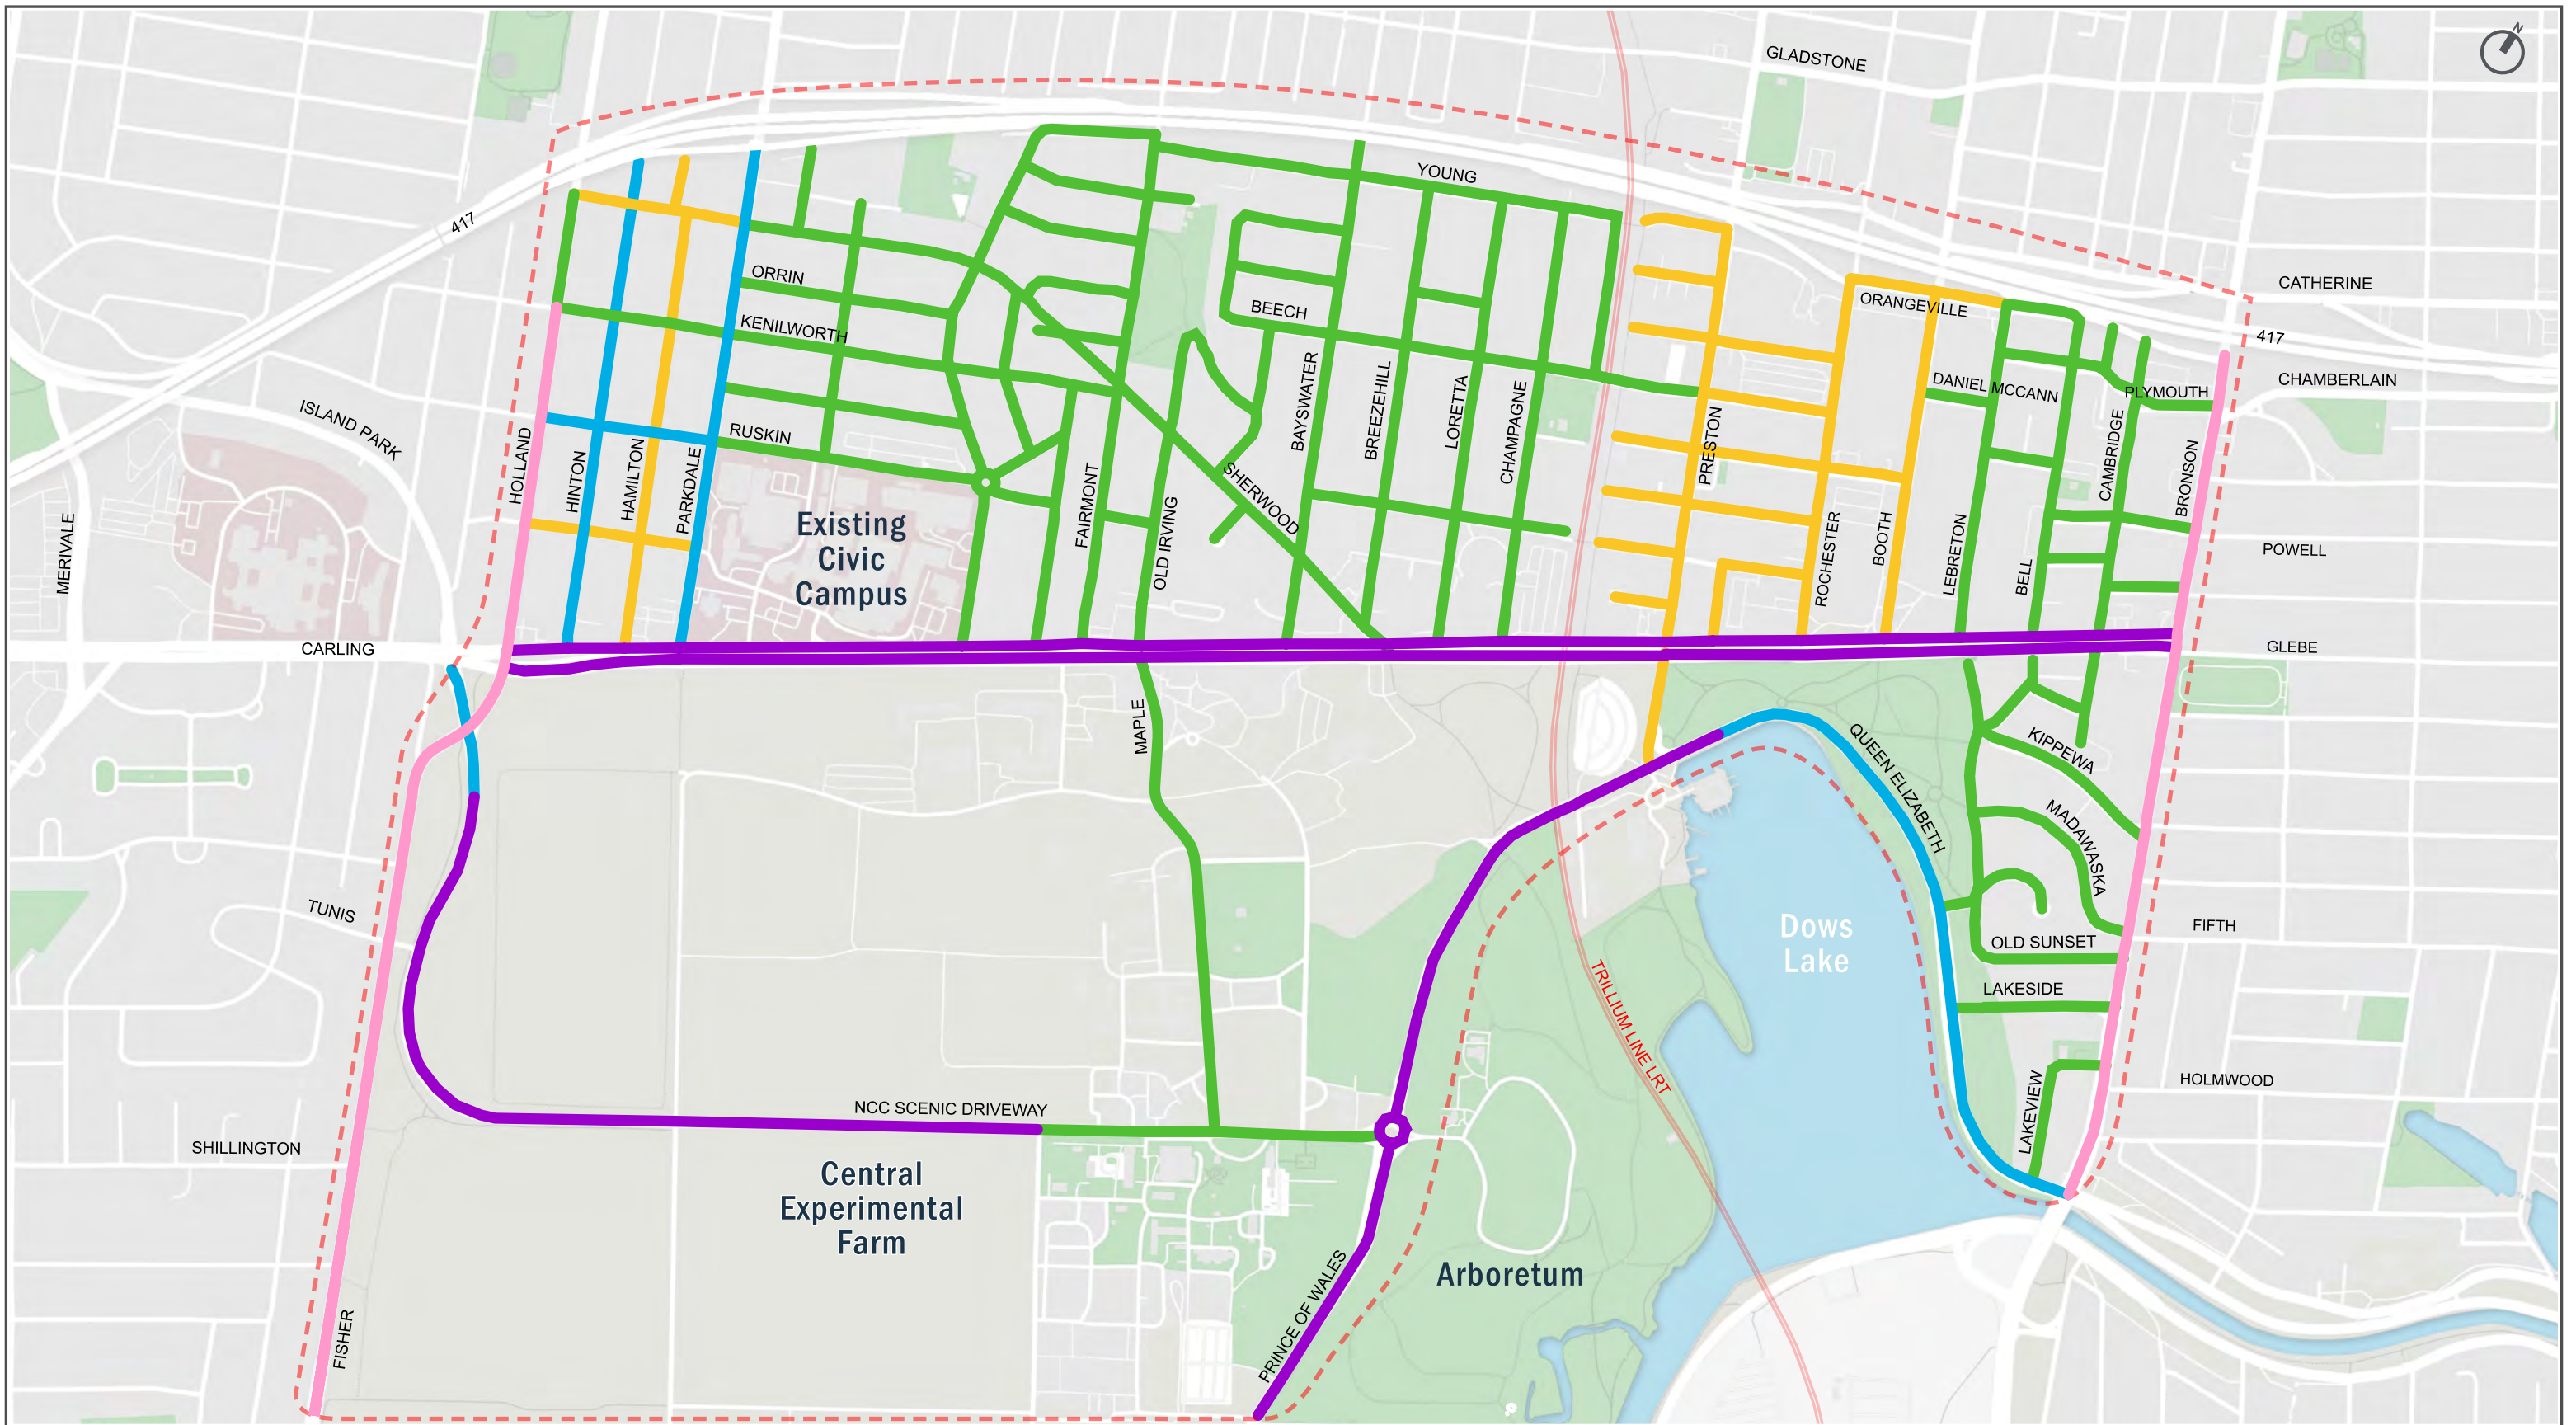 N
GLADSTONE
YOUNG
417
CATHERINE
ORRIN
BEECH
ORANGEVILLE
KENILWORTH
417
CHAMBERLAIN
DANIEL MCCANN
PLYMOUTH
ISLAND PARK
RUSKIN
HOLLAND
HINTON
HAMILTON
PARKDALE
FAIRMONT
OLD IRVING
SHERWOOD
BAYSWATER
BREEZEHILL
LORETTA
CHAMPAGNE
PRESTON
ROCHESTER
BOOTH
LEBRETON
BELL
CAMBRIDGE
BRONSON
MERIVALE
Existing
Civic
Campus
POWELL
CARLING
GLEBE
MAPLE
QUEEN ELIZABETH
KIPPEWA
MADAWASKA
TUNIS
Dows
Lake
FIFTH
OLD SUNSET
LAKESIDE
TRILLIUM LINE LRT
NCC SCENIC DRIVEWAY
HOLMWOOD
LAKEVIEW
SHILLINGTON
Central
Experimental
Farm
Arboretum
PRINCE OF WALES
FISHER